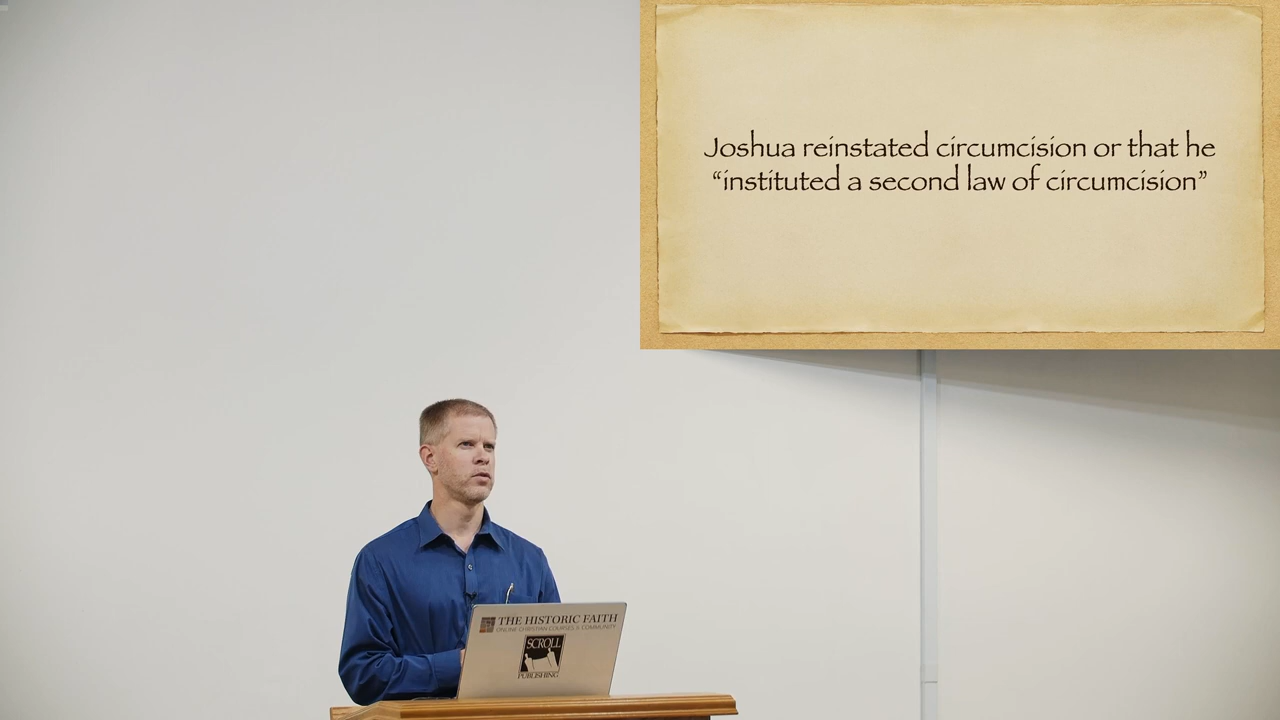 Joshua reinstated circumcision or that he
“instituted a second law of circumcision”
THE HISTORIC FAITH
ONLINE CHRISTIAN COURSES & COMMUNITY
SCROLL
PUBLISHING